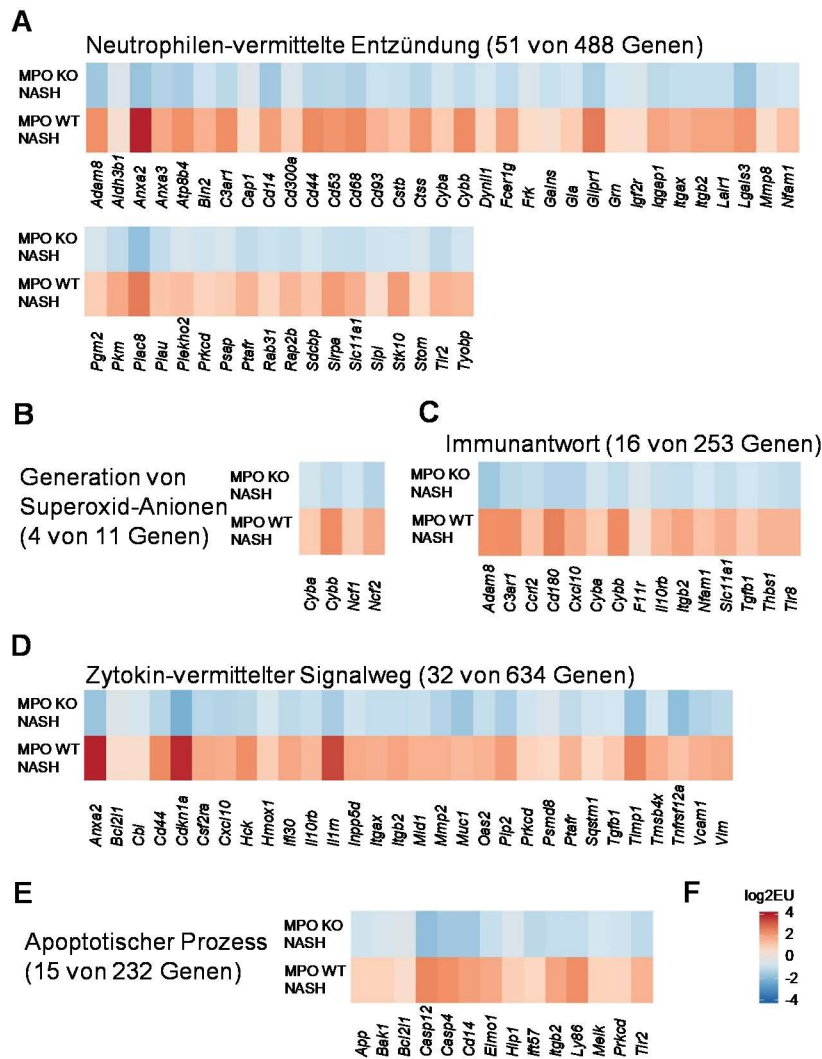 A
Neutrophilen-vermittelte Entzündung (51 von 488 Genen)
MPO KO
NASH
MPO WT
NASH
Adam8 Aldh3b1 Anxa2 Anxa3 Atp8b4 Bin2 C3ar1 Cap1 Cd14 Cd300a Cd44 Cd53 Cd68 Cd93 Cstb Ctss Cyba Cybb Dynll1 Fcer1g Frk Galns Gla Glipr1 Grn Igf2r Iqgap1 Itgax Itgb2 Lair1 Lgals3 Mmp8 Nfam1
MPO KO
NASH
MPO WT
NASH
Pgm2 Pkm Plac8 Plau Plekho2 Prkcd Psap Ptafr Rab31 Rap2b Sdcbp Sirpa Slc11a1 Slpi Stk10 Stom Tlr2 Tyobp
B
Generation von
Superoxid-Anionen
(4 von 11 Genen)
MPO KO
NASH
MPO WT
NASH
Cyba Cybb Ncf1 Ncf2
C
Immunantwort (16 von 253 Genen)
MPO KO
NASH
MPO WT
NASH
Adam8 C3ar1 Ccrl2 Cd180 Cxcl10 Cyba Cybb F11r Il10rb Itgb2 Nfam1 Slc11a1 Tgfb1 Thbs1 Tlr8
D
Zytokin-vermittelter Signalweg (32 von 634 Genen)
MPO KO
NASH
MPO WT
NASH
Anxa2 Bcl2l1 Cbl Cd44 Cdkn1a Csf2ra Cxcl10 Hck Hmox1 Ifi30 Il10rb Il1rn Inpp5d Itgax Itgb2 Mid1 Mmp2 Muc1 Oas2 Plp2 Prkcd Psmd8 Ptafr Sqstm1 Tgfb1 Timp1 Tmsb4x Tnfrsf12a Vcam1 Vim
E
Apoptotischer Prozess
(15 von 232 Genen)
MPO KO
NASH
MPO WT
NASH
App Bak1 Bcl2l1 Casp12 Casp4 Cd14 Elmo1 Hip1 Ift57 Itgb2 Ly86 Melk Prkcd Tlr2
F
log2EU
4
2
0
-2
-4